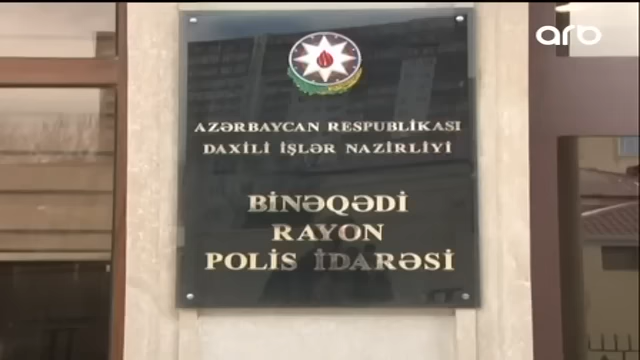 arb
AZƏRBAYCAN RESPUBLİKASI
DAXİLİ İŞLƏR NAZİRLİYİ
BİNƏQƏDİ
RAYON
POLİS İDARƏSİ